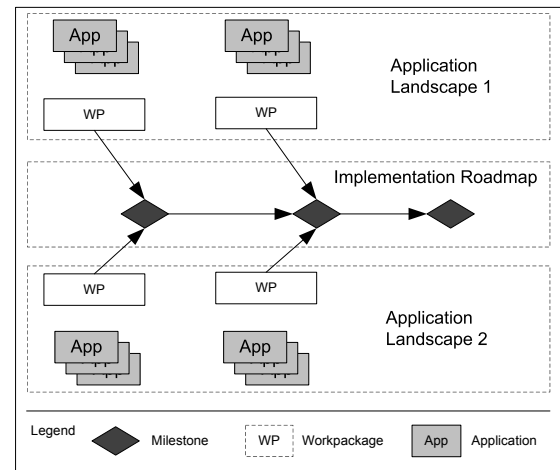 App
App
Application
Landscape 1
WP
WP
Implementation Roadmap
WP
WP
Application
Landscape 2
App
App
Legend
Milestone
WP
Workpackage
App
Application